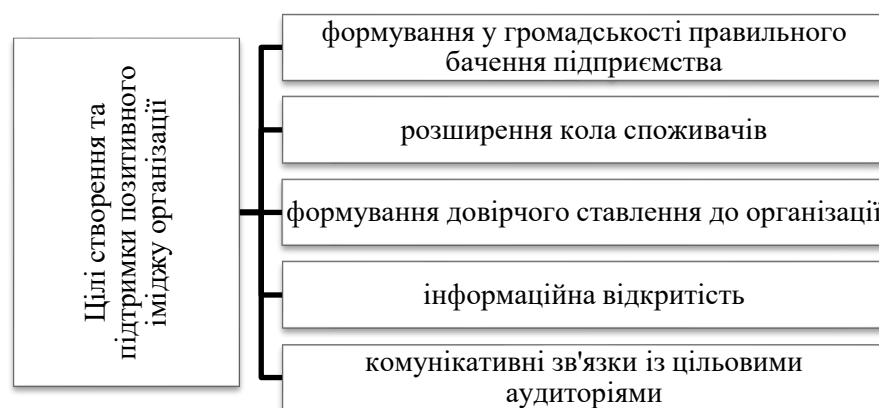 Цілі створення та
підтримки позитивного
іміджу організації
формування у громадськості правильного
бачення підприємства
розширення кола споживачів
формування довірчого ставлення до організації
інформаційна відкритість
комунікативні зв'язки із цільовими
аудиторіями